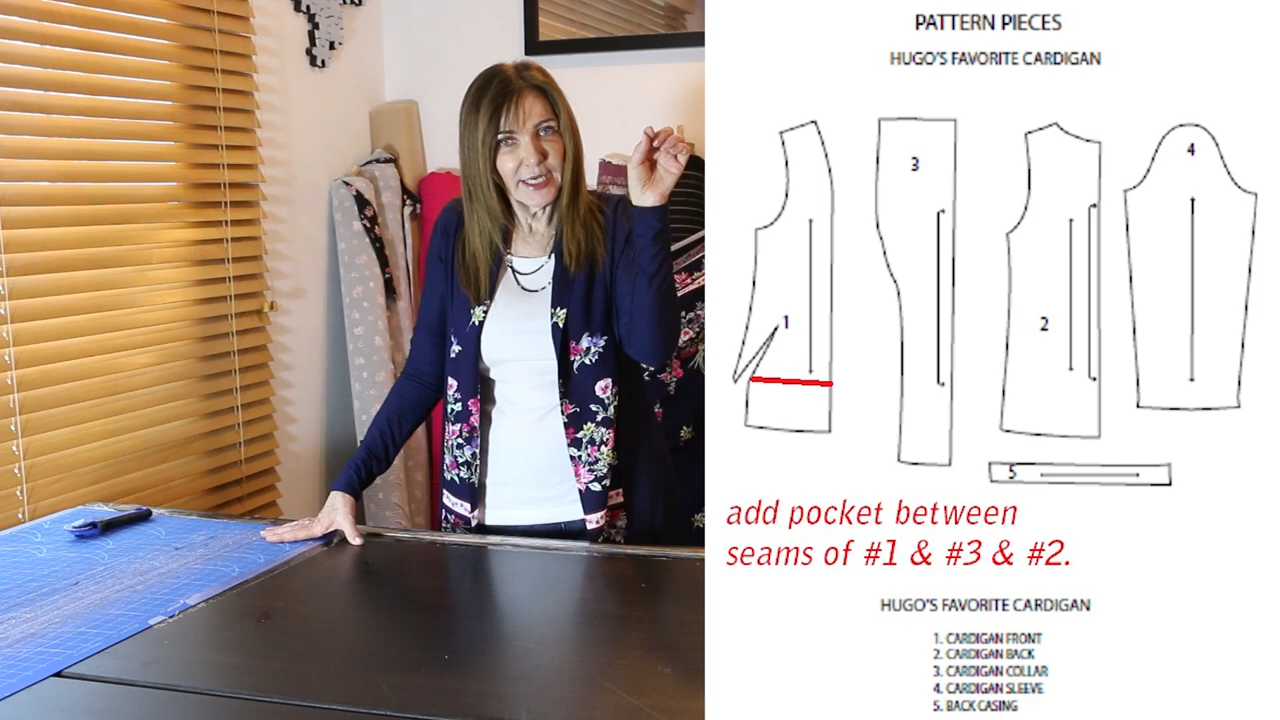 PATTERN PIECES
HUGO'S FAVORITE CARDIGAN
1
3
2
4
5
add pocket between
seams of #1 & #3 & #2.
HUGO'S FAVORITE CARDIGAN
1. CARDIGAN FRONT
2. CARDIGAN BACK
3. CARDIGAN COLLAR
4. CARDIGAN SLEEVE
5. BACK CASING